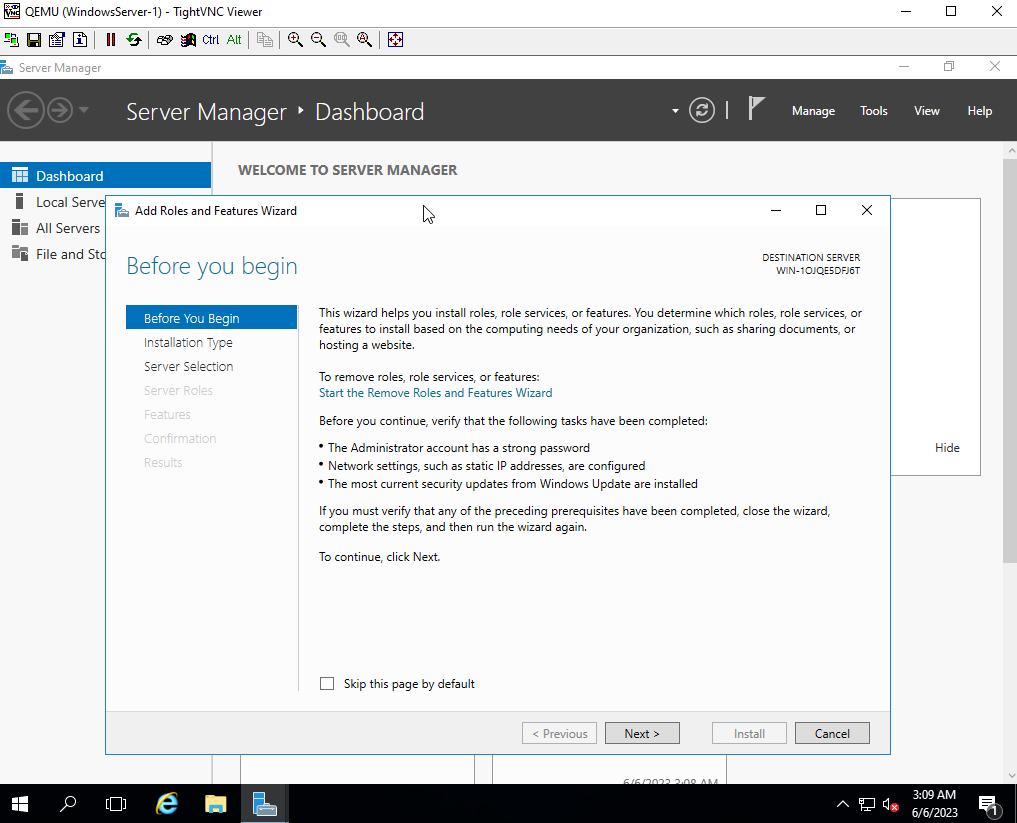 QEMU (WindowsServer-1) - TightVNC Viewer
Ctrl Alt
Server Manager
Server Manager ‣ Dashboard
Manage Tools View Help
Dashboard
Local Serve
All Servers
File and Sto
WELCOME TO SERVER MANAGER
Add Roles and Features Wizard
Before you begin
DESTINATION SERVER
WIN-1OJQE5DFJ6T
Before You Begin
Installation Type
Server Selection
Server Roles
Features
Confirmation
Results
This wizard helps you install roles, role services, or features. You determine which roles, role services, or
features to install based on the computing needs of your organization, such as sharing documents, or
hosting a website.
To remove roles, role services, or features:
Start the Remove Roles and Features Wizard
Before you continue, verify that the following tasks have been completed:
• The Administrator account has a strong password
• Network settings, such as static IP addresses, are configured
• The most current security updates from Windows Update are installed
If you must verify that any of the preceding prerequisites have been completed, close the wizard,
complete the steps, and then run the wizard again.
To continue, click Next.
Skip this page by default
< Previous Next > Install Cancel
Hide
6/6/2023 3:08 AM
3:09 AM
6/6/2023
1